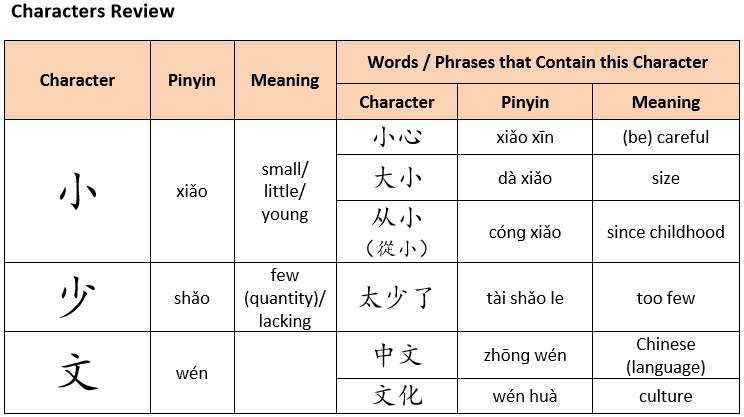 Characters Review
Character Pinyin Meaning Words / Phrases that Contain this Character
Character Pinyin Meaning
小 xiǎo small/
little/
young
小心 xiǎo xīn (be) careful
大小 dà xiǎo size
从小
（從小） cóng xiǎo since childhood
少 shǎo few
(quantity)/
lacking
太少了 tài shǎo le too few
文 wén
中文 zhōng wén Chinese
(language)
文化 wén huà culture